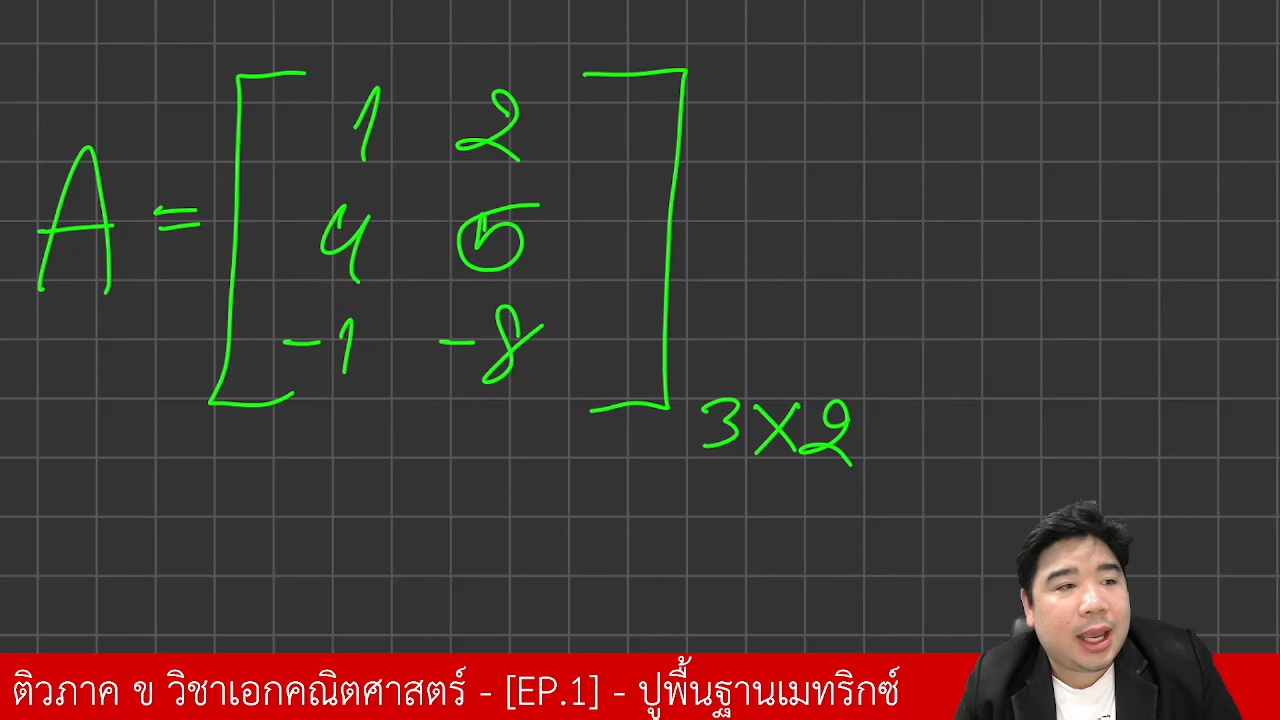 A = [ 1 2
4 5
-1 -8 ]
3×2
ติวภาค ข วิชาเอกคณิตศาสตร์ - [EP.1] - ปูพื้นฐานเมทริกซ์